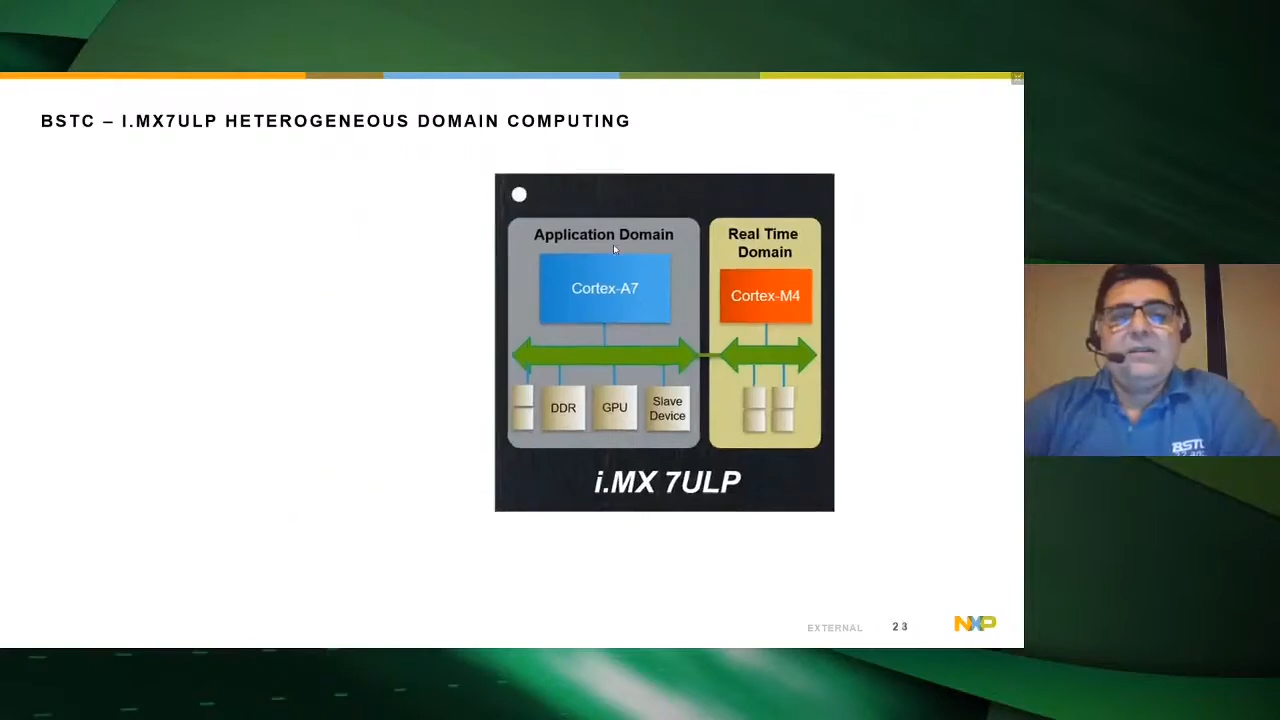 BSTC – I.MX7ULP HETEROGENEOUS DOMAIN COMPUTING
Application Domain
Cortex-A7
DDR
GPU
Slave
Device
Real Time
Domain
Cortex-M4
i.MX 7ULP
EXTERNAL
23
NXP